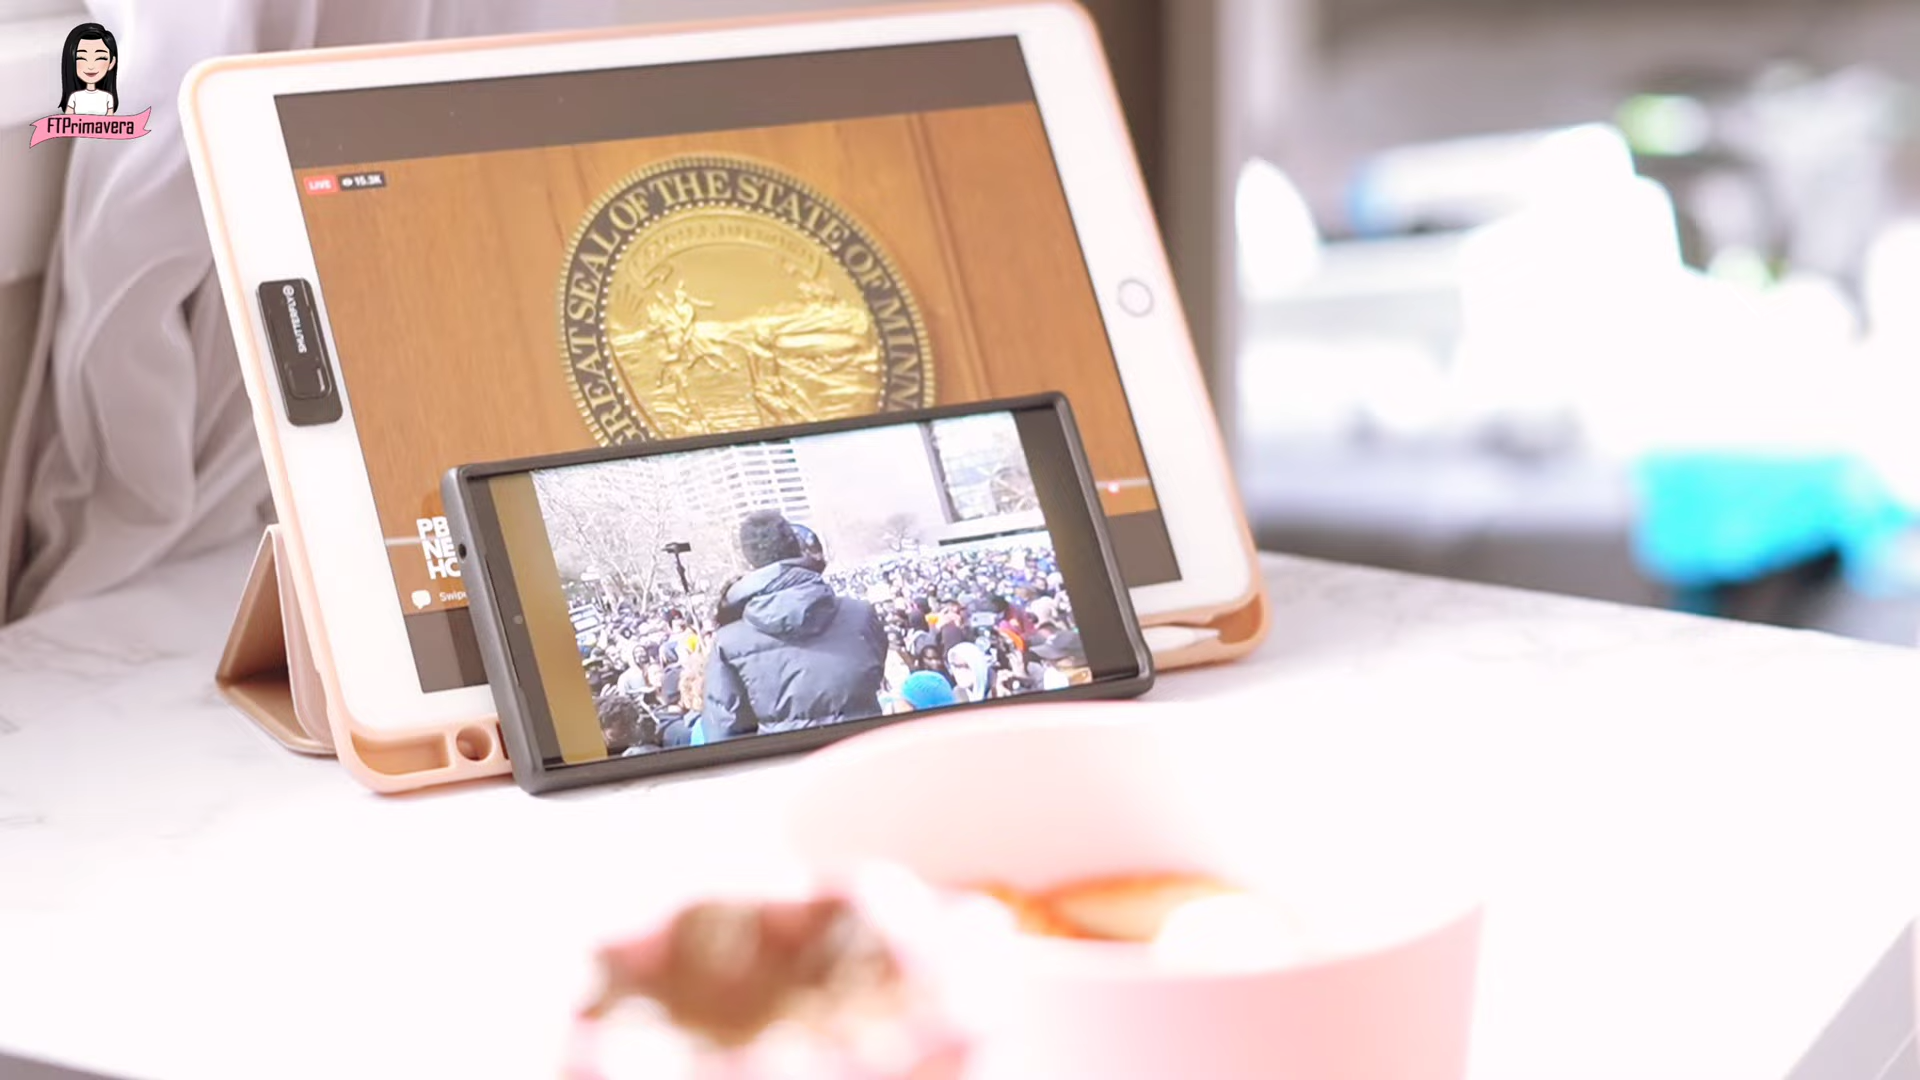 FTPrimavera
LIVE 15.3K
GREAT SEAL OF THE STATE OF MINN
SHUTTERFLY
PB
NE
HO
Swip